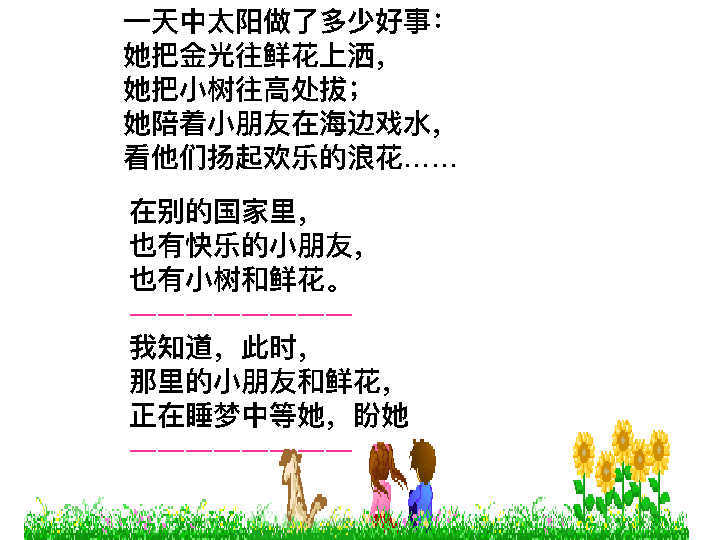 一天中太阳做了多少好事：
她把金光往鲜花上洒，
她把小树往高处拔；
她陪着小朋友在海边戏水，
看他们扬起欢乐的浪花……
在别的国家里，
也有快乐的小朋友，
也有小树和鲜花。
————————
我知道，此时，
那里的小朋友和鲜花，
正在睡梦中等她，盼她
————————